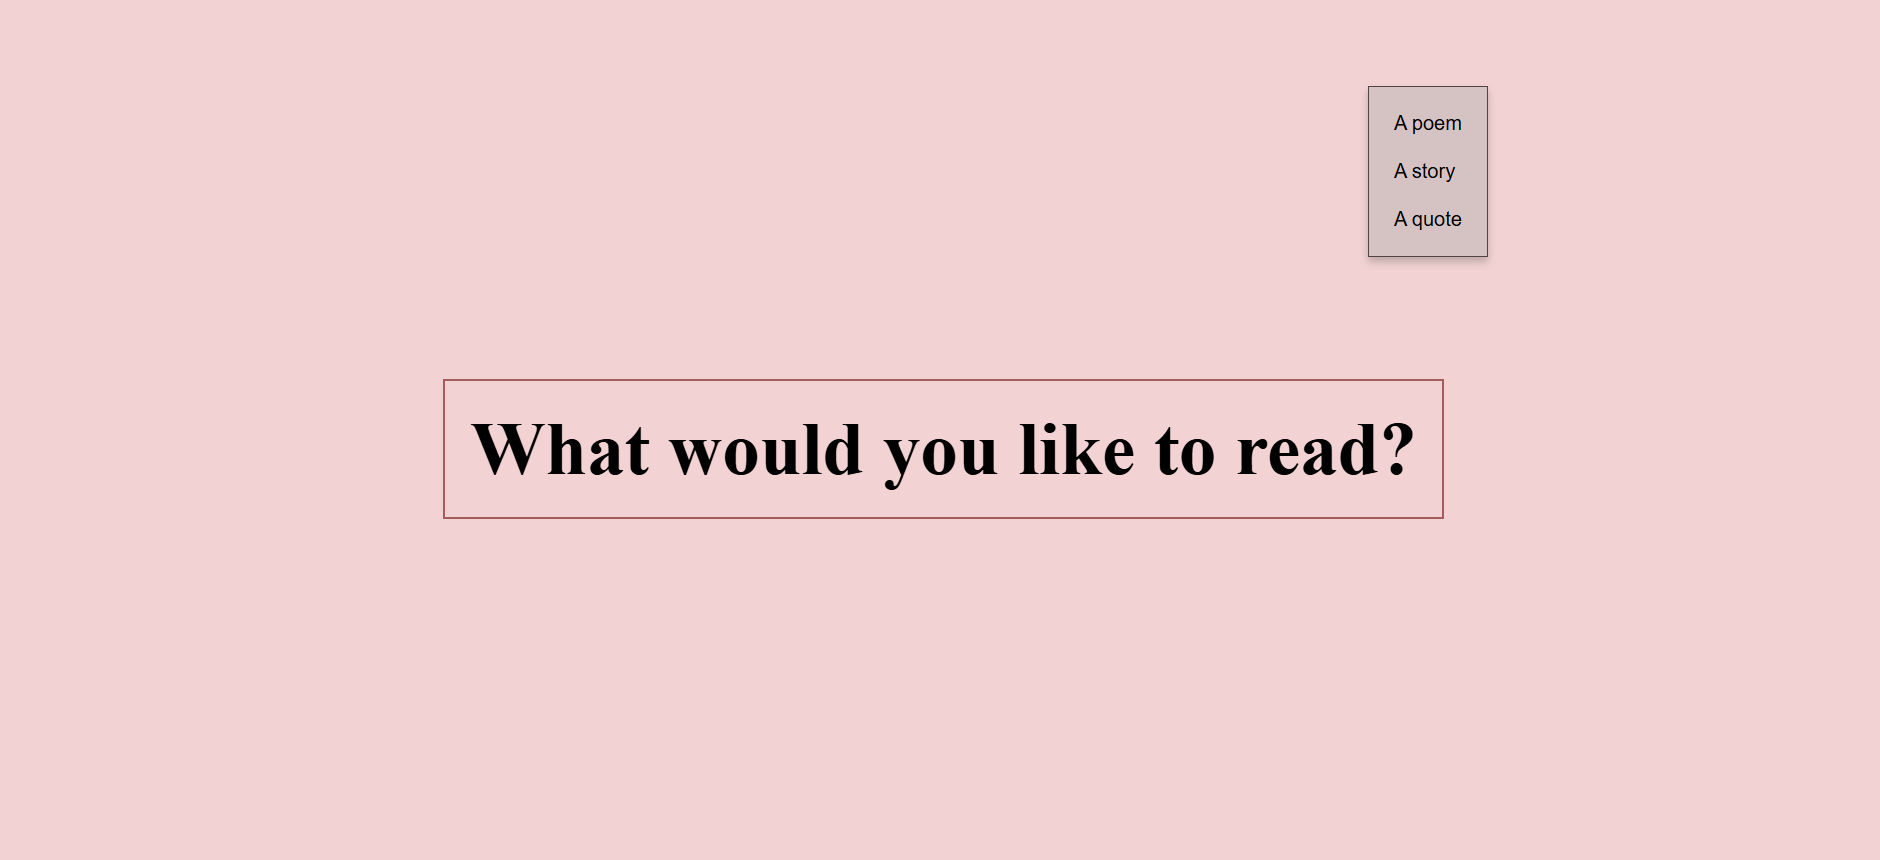 A poem
A story
A quote
What would you like to read?